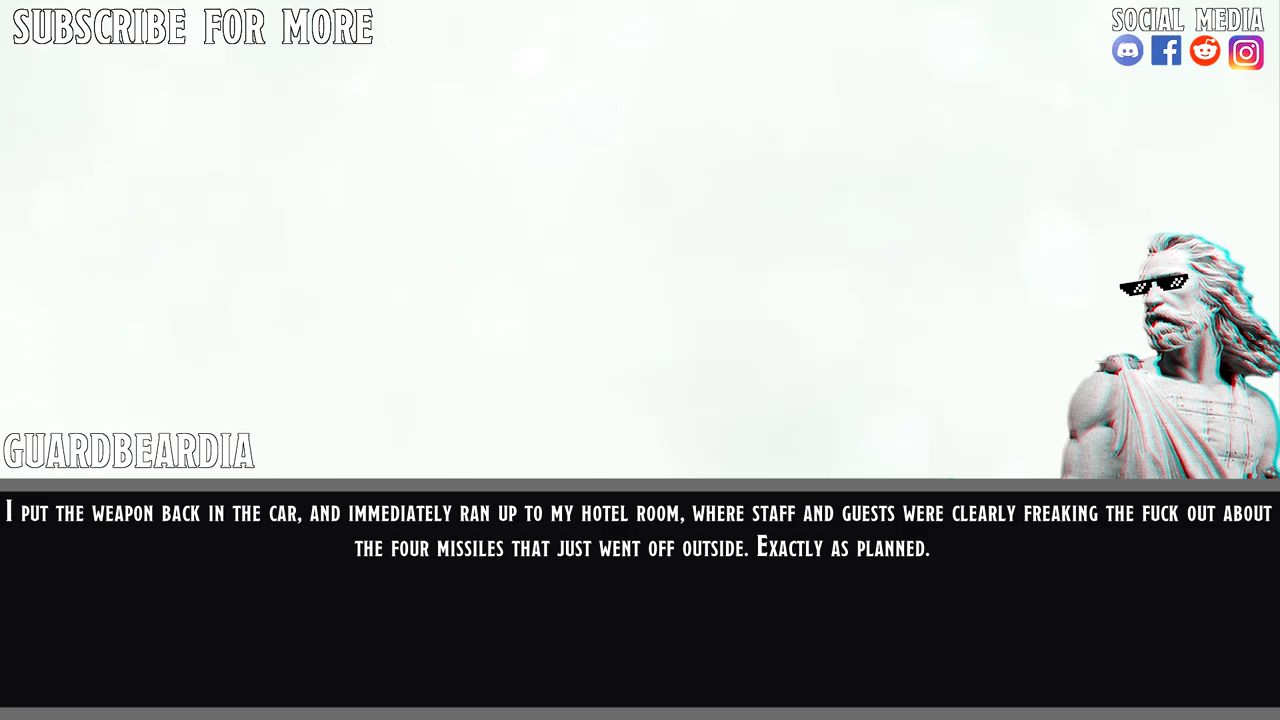 SUBSCRIBE FOR MORE
SOCIAL MEDIA
GUARDBEARDIA
I PUT THE WEAPON BACK IN THE CAR, AND IMMEDIATELY RAN UP TO MY HOTEL ROOM, WHERE STAFF AND GUESTS WERE CLEARLY FREAKING THE FUCK OUT ABOUT
THE FOUR MISSILES THAT JUST WENT OFF OUTSIDE. EXACTLY AS PLANNED.